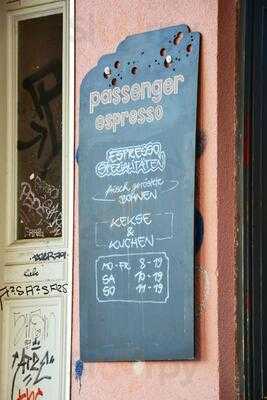 passenger
espresso
ESPRESSO
SPEZIALITÄTEN
frisch geröstete
BOHNEN
KEKSE
&
KUCHEN
MO - FR 8 - 19
SA 10 - 19
SO 11 - 19